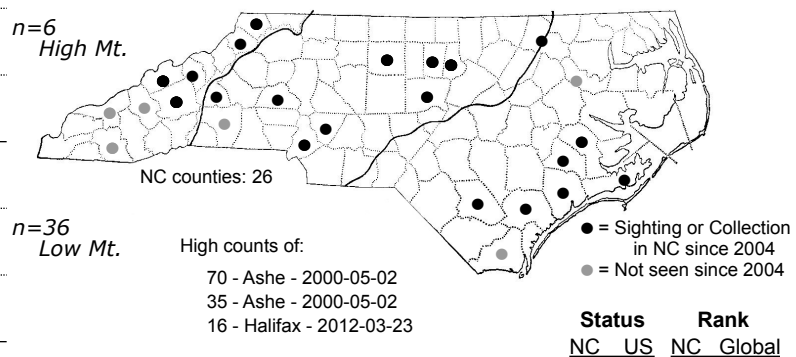 n=6
High Mt.
NC counties: 26
n=36
Low Mt.
High counts of:
70 - Ashe - 2000-05-02
35 - Ashe - 2000-05-02
16 - Halifax - 2012-03-23
= Sighting or Collection
in NC since 2004
= Not seen since 2004
Status Rank
NC US NC Global